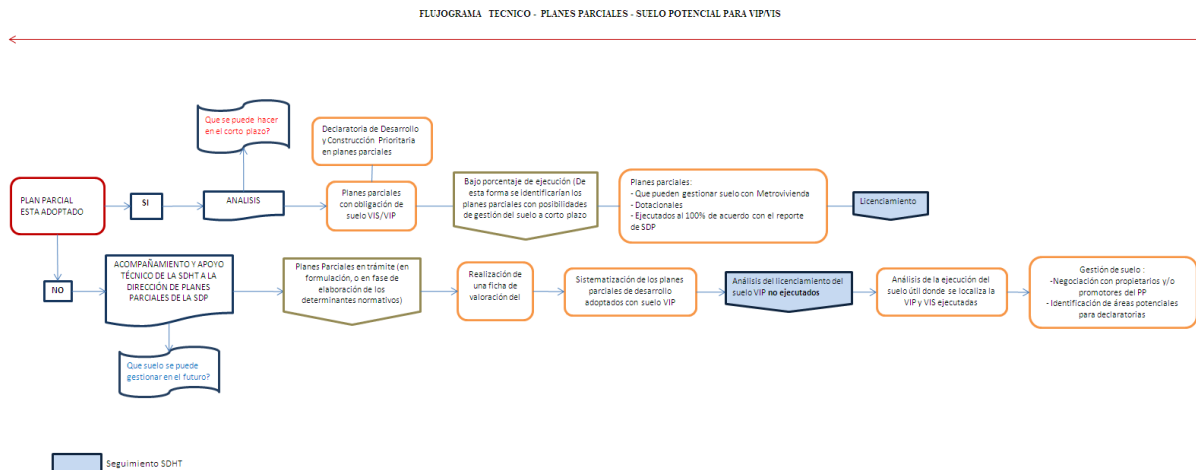 FLUJOGRAMA TECNICO - PLANES PARCIALES - SUELO POTENCIAL PARA VIP/VIS
Que se puede hacer
en el corto plazo?
Declaratoria de Desarrollo
y Construcción Prioritaria
en planes parciales
PLAN PARCIAL
ESTA ADOPTADO
SI
ANALISIS
Planes parciales
con obligación de
suelo VIS/VIP
Bajo porcentaje de ejecución (De
esta forma se identificarían los
planes parciales con posibilidades
de gestión del suelo a corto plazo
Planes parciales:
- Que pueden gestionar suelo con Metrovivienda
- Dotacionales
- Ejecutados al 100% de acuerdo con el reporte
de SDP
Licenciamiento
NO
ACOMPAÑAMIENTO Y APOYO
TÉCNICO DE LA SDHT A LA
DIRECCIÓN DE PLANES
PARCIALES DE LA SDP
Planes Parciales en trámite (en
formulación, o en fase de
elaboración de los
determinantes normativos)
Realización de
una ficha de
valoración del
Sistematización de los planes
parciales de desarrollo
adoptados con suelo VIP
Análisis del licenciamiento del
suelo VIP no ejecutados
Análisis de la ejecución del
suelo útil donde se localiza la
VIP y VIS ejecutadas
Gestión de suelo :
-Negociación con propietarios y/o
promotores del PP
- Identificación de áreas potenciales
para declaratorias
Que suelo se puede
gestionar en el futuro?
Seguimiento SDHT